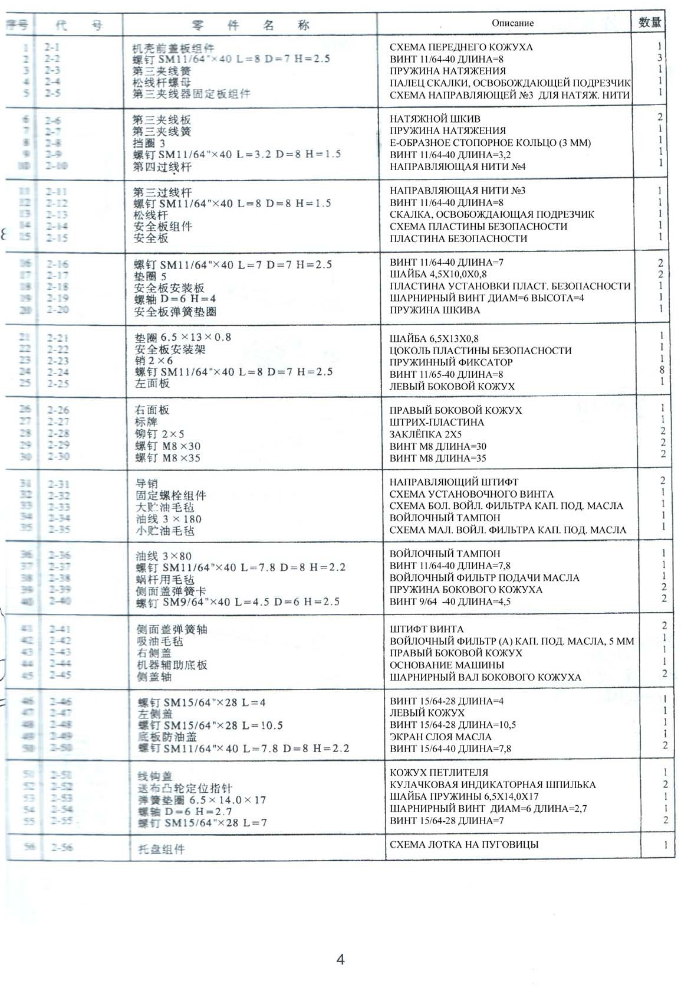 序号 代号 零件名称 Описание 数量
1 2-1 机壳前盖板组件 СХЕМА ПЕРЕДНЕГО КОЖУХА 1
2 2-2 螺钉 SM11/64"×40 L=8 D=7 H=2.5 ВИНТ 11/64-40 ДЛИНА=8 3
3 2-3 第三夹线簧 ПРУЖИНА НАТЯЖЕНИЯ 1
4 2-4 松线杆螺母 ПАЛЕЦ СКАЛКИ, ОСВОБОЖДАЮЩЕЙ ПОДРЕЗЧИК 1
5 2-5 第三夹线器固定板组件 СХЕМА НАПРАВЛЯЮЩЕЙ №3 ДЛЯ НАТЯЖ. НИТИ 1
6 2-6 第三夹线板 НАТЯЖНОЙ ШКИВ 2
7 2-7 第三夹线簧 ПРУЖИНА НАТЯЖЕНИЯ 1
8 2-8 挡圈 3 Е-ОБРАЗНОЕ СТОПОРНОЕ КОЛЬЦО (3 ММ) 1
9 2-9 螺钉 SM11/64"×40 L=3.2 D=8 H=1.5 ВИНТ 11/64-40 ДЛИНА=3,2 1
10 2-10 第四过线杆 НАПРАВЛЯЮЩАЯ НИТИ №4 1
11 2-11 第三过线杆 НАПРАВЛЯЮЩАЯ НИТИ №3 1
12 2-12 螺钉 SM11/64"×40 L=8 D=8 H=1.5 ВИНТ 11/64-40 ДЛИНА=8 1
13 2-13 松线杆 СКАЛКА, ОСВОБОЖДАЮЩАЯ ПОДРЕЗЧИК 1
14 2-14 安全板组件 СХЕМА ПЛАСТИНЫ БЕЗОПАСНОСТИ 1
15 2-15 安全板 ПЛАСТИНА БЕЗОПАСНОСТИ 1
16 2-16 螺钉 SM11/64"×40 L=7 D=7 H=2.5 ВИНТ 11/64-40 ДЛИНА=7 2
17 2-17 垫圈 5 ШАЙБА 4,5Х10,0Х0,8 2
18 2-18 安全板安装板 ПЛАСТИНА УСТАНОВКИ ПЛАСТ. БЕЗОПАСНОСТИ 1
19 2-19 螺轴 D=6 H=4 ШАРНИРНЫЙ ВИНТ ДИАМ=6 ВЫСОТА=4 1
20 2-20 安全板弹簧垫圈 ПРУЖИНА ШКИВА 1
21 2-21 垫圈 6.5×13×0.8 ШАЙБА 6,5Х13Х0,8 1
22 2-22 安全板安装架 ЦОКОЛЬ ПЛАСТИНЫ БЕЗОПАСНОСТИ 1
23 2-23 销 2×6 ПРУЖИННЫЙ ФИКСАТОР 1
24 2-24 螺钉 SM11/64"×40 L=8 D=7 H=2.5 ВИНТ 11/65-40 ДЛИНА=8 8
25 2-25 左面板 ЛЕВЫЙ БОКОВОЙ КОЖУХ 1
26 2-26 右面板 ПРАВЫЙ БОКОВОЙ КОЖУХ 1
27 2-27 标牌 ШТРИХ-ПЛАСТИНА 1
28 2-28 铆钉 2×5 ЗАКЛЁПКА 2Х5 2
29 2-29 螺钉 M8×30 ВИНТ М8 ДЛИНА=30 2
30 2-30 螺钉 M8×35 ВИНТ М8 ДЛИНА=35 2
31 2-31 导销 НАПРАВЛЯЮЩИЙ ШТИФТ 2
32 2-32 固定螺栓组件 СХЕМА УСТАНОВОЧНОГО ВИНТА 1
33 2-33 大贮油毛毡 СХЕМА БОЛ. ВОЙЛ. ФИЛЬТРА КАП. ПОД. МАСЛА 1
34 2-34 油线 3×180 ВОЙЛОЧНЫЙ ТАМПОН 1
35 2-35 小贮油毛毡 СХЕМА МАЛ. ВОЙЛ. ФИЛЬТРА КАП. ПОД. МАСЛА 1
36 2-36 油线 3×80 ВОЙЛОЧНЫЙ ТАМПОН 1
37 2-37 螺钉 SM11/64"×40 L=7.8 D=8 H=2.2 ВИНТ 11/64-40 ДЛИНА=7,8 1
38 2-38 蜗杆用毛毡 ВОЙЛОЧНЫЙ ФИЛЬТР ПОДАЧИ МАСЛА 1
39 2-39 侧面盖弹簧卡 ПРУЖИНА БОКОВОГО КОЖУХА 2
40 2-40 螺钉 SM9/64"×40 L=4.5 D=6 H=2.5 ВИНТ 9/64 -40 ДЛИНА=4,5 2
41 2-41 侧面盖弹簧轴 ШТИФТ ВИНТА 2
42 2-42 吸油毛毡 ВОЙЛОЧНЫЙ ФИЛЬТР (А) КАП. ПОД. МАСЛА, 5 ММ 1
43 2-43 右侧盖 ПРАВЫЙ БОКОВОЙ КОЖУХ 1
44 2-44 机器辅助底板 ОСНОВАНИЕ МАШИНЫ 1
45 2-45 侧盖轴 ШАРНИРНЫЙ ВАЛ БОКОВОГО КОЖУХА 2
46 2-46 螺钉 SM15/64"×28 L=4 ВИНТ 15/64-28 ДЛИНА=4 1
47 2-47 左侧盖 ЛЕВЫЙ КОЖУХ 1
48 2-48 螺钉 SM15/64"×28 L=10.5 ВИНТ 15/64-28 ДЛИНА=10,5 1
49 2-49 底板防油盖 ЭКРАН СЛОЯ МАСЛА 1
50 2-50 螺钉 SM11/64"×40 L=7.8 D=8 H=2.2 ВИНТ 15/64-40 ДЛИНА=7,8 2
51 2-51 线钩盖 КОЖУХ ПЕТЛИТЕЛЯ 1
52 2-52 送布凸轮定位指针 КУЛАЧКОВАЯ ИНДИКАТОРНАЯ ШПИЛЬКА 2
53 2-53 弹簧垫圈 6.5×14.0×17 ШАЙБА ПРУЖИНЫ 6,5Х14,0Х17 1
54 2-54 螺轴 D=6 H=2.7 ШАРНИРНЫЙ ВИНТ ДИАМ=6 ДЛИНА=2,7 1
55 2-55 螺钉 SM15/64"×28 L=7 ВИНТ 15/64-28 ДЛИНА=7 2
56 2-56 托盘组件 СХЕМА ЛОТКА НА ПУГОВИЦЫ 1
4